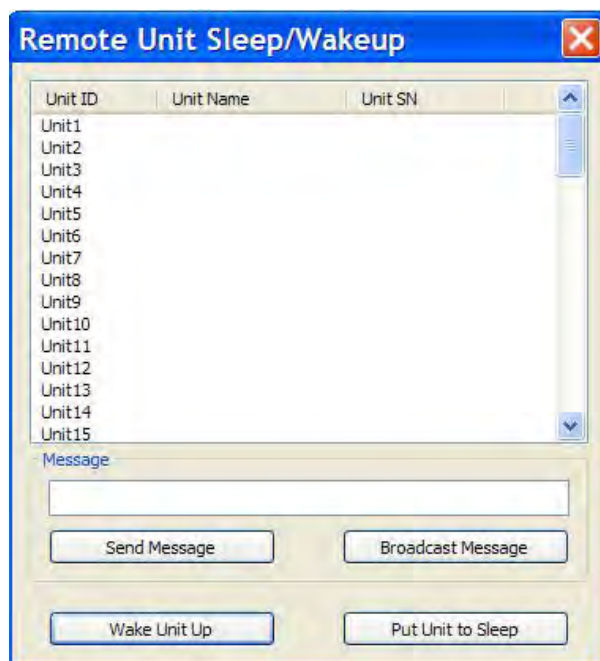 Remote Unit Sleep/Wakeup
Unit ID Unit Name Unit SN
Unit1
Unit2
Unit3
Unit4
Unit5
Unit6
Unit7
Unit8
Unit9
Unit10
Unit11
Unit12
Unit13
Unit14
Unit15
Message
Send Message Broadcast Message
Wake Unit Up Put Unit to Sleep